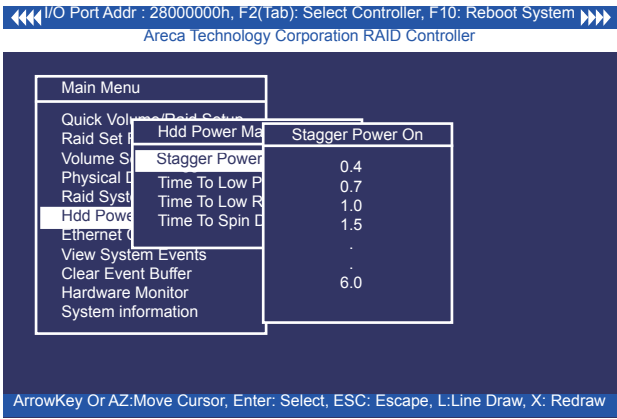 I/O Port Addr : 28000000h, F2(Tab): Select Controller, F10: Reboot System
Areca Technology Corporation RAID Controller
Main Menu
Quick Volume/Raid Setup
Raid Set
Volume S
Physical D
Raid Syst
Hdd Powe
Ethernet
View System Events
Clear Event Buffer
Hardware Monitor
System information
Hdd Power Ma
Stagger Power
Time To Low P
Time To Low R
Time To Spin D
Stagger Power On
0.4
0.7
1.0
1.5
.
.
6.0
ArrowKey Or AZ:Move Cursor, Enter: Select, ESC: Escape, L:Line Draw, X: Redraw